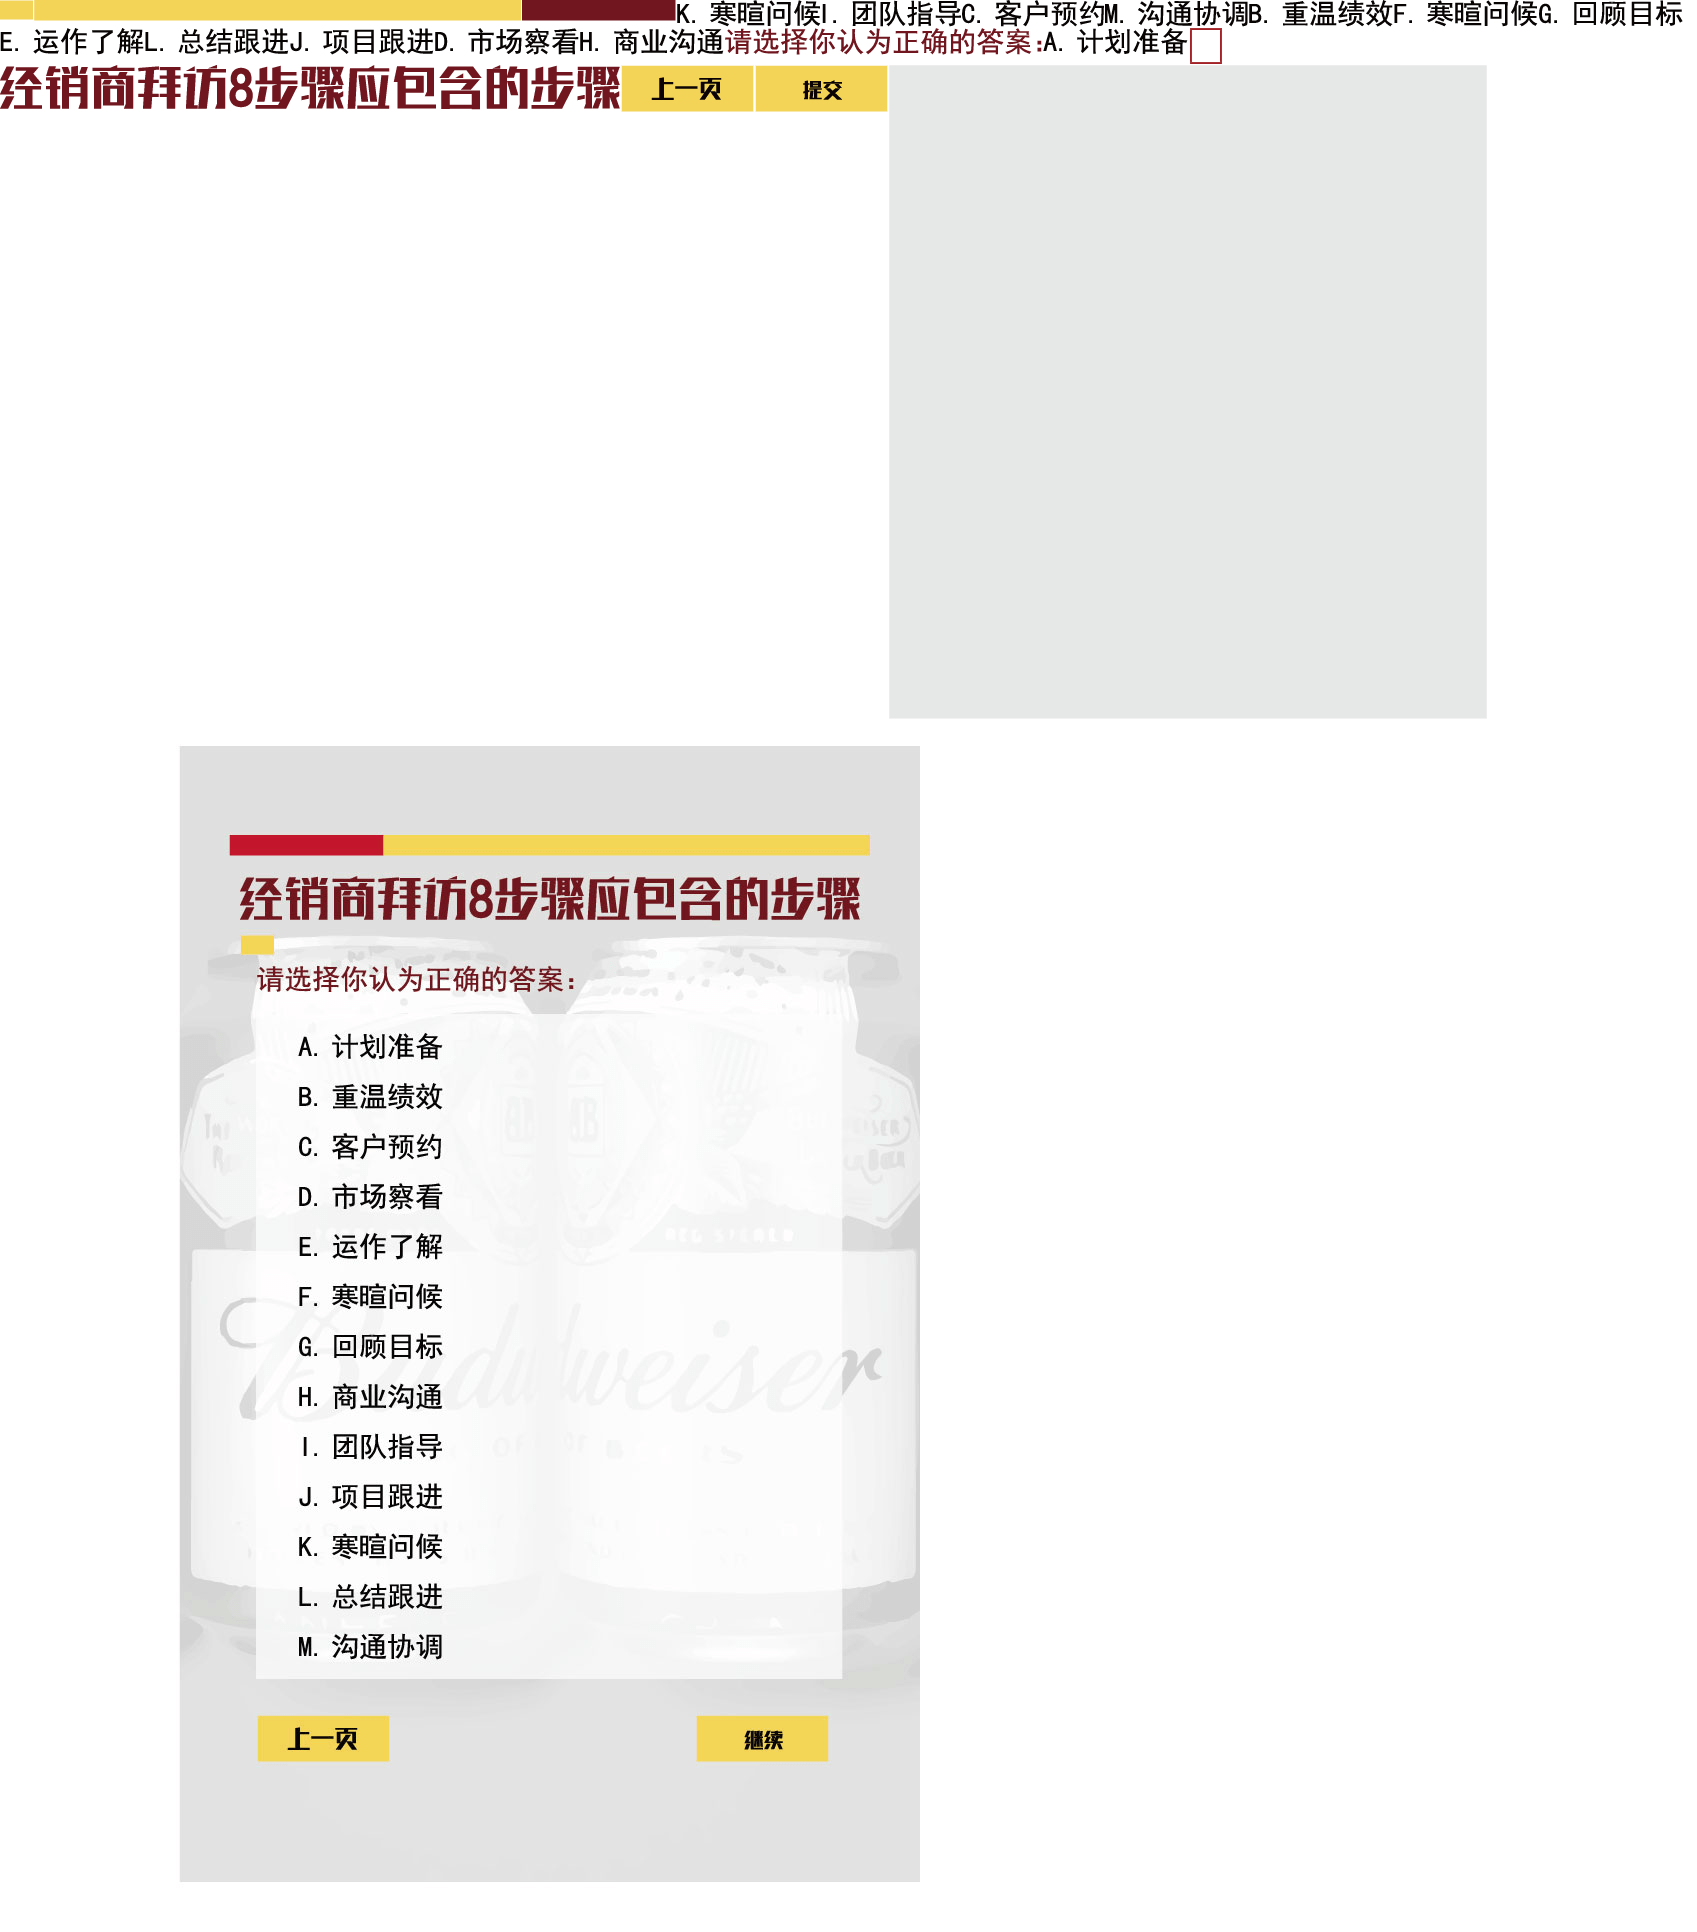 K. 寒暄问候I. 团队指导C. 客户预约M. 沟通协调B. 重温绩效F. 寒暄问候G. 回顾目标
E. 运作了解L. 总结跟进J. 项目跟进D. 市场察看H. 商业沟通请选择你认为正确的答案:A. 计划准备
经销商拜访8步骤应包含的步骤 上一页 提交
经销商拜访8步骤应包含的步骤
请选择你认为正确的答案:
A. 计划准备
B. 重温绩效
C. 客户预约
D. 市场察看
E. 运作了解
F. 寒暄问候
G. 回顾目标
H. 商业沟通
I. 团队指导
J. 项目跟进
K. 寒暄问候
L. 总结跟进
M. 沟通协调
Budweiser
上一页 继续